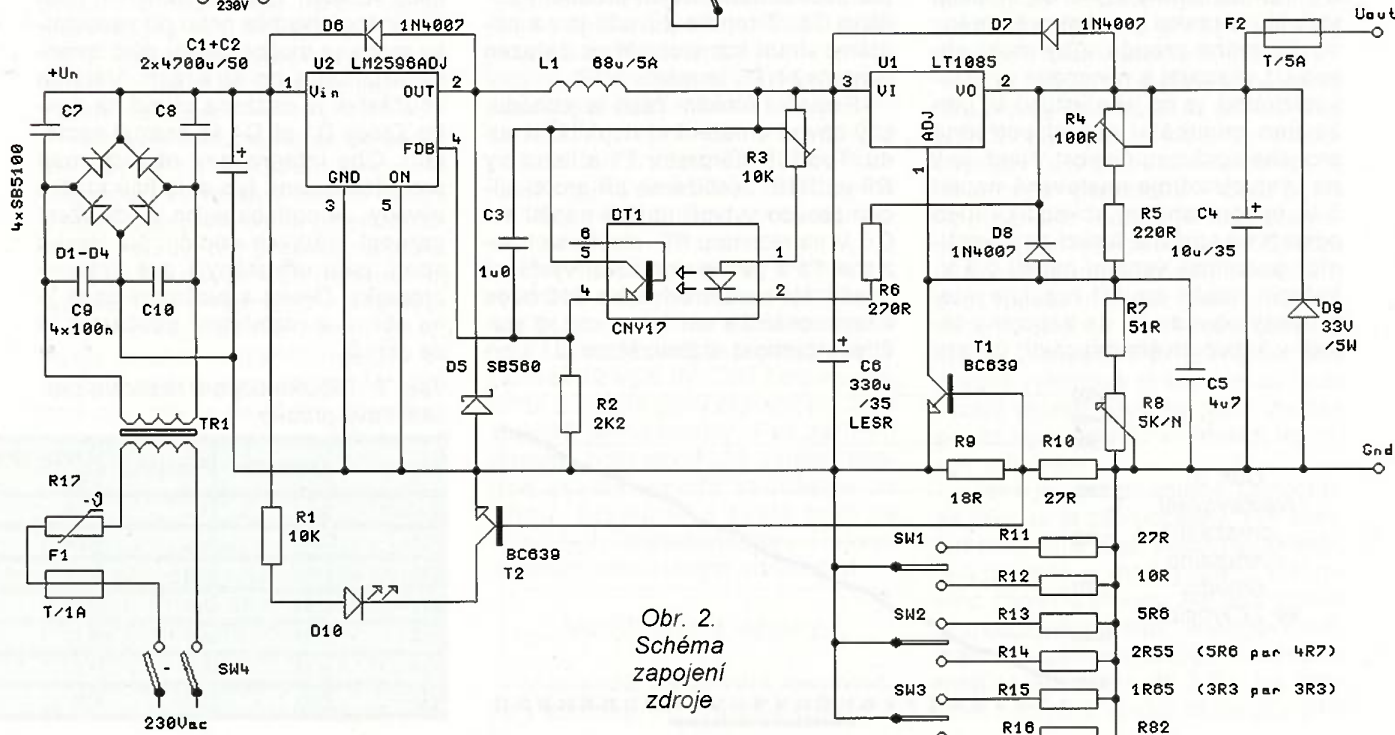 230V
D6
1N4007
D7
1N4007
F2
T/5A
Uout
C1+C2
2x4700u/50
+Un
1
U2
LM2596ADJ
2
Vin
OUT
L1
68u/5A
3
U1
LT1085
2
VI
VO
ADJ
1
C7
C8
+
4xSB5100
4
FDB
GND
ON
3
5
R3
10K
R4
100R
C3
1u0
DT1
6
5
4
1
2
CNY17
D8
1N4007
R5
220R
C4
+
10u/35
R6
270R
D1-D4
C9
C10
4x100n
R7
51R
D9
33V
/5W
D5
SB560
+
C6
330u
/35
LESR
T1
BC639
C5
4u7
R2
2K2
R8
5K/N
TR1
R9
18R
R10
27R
Gnd
R17
-ϑ
R1
10K
BC639
T2
F1
T/1A
D10
SW1
R11
27R
R12
10R
SW2
R13
5R6
R14
2R55 (5R6 par 4R7)
SW3
R15
1R65 (3R3 par 3R3)
R16
R82
SW4
230Vac
Obr. 2.
Schéma
zapojení
zdroje